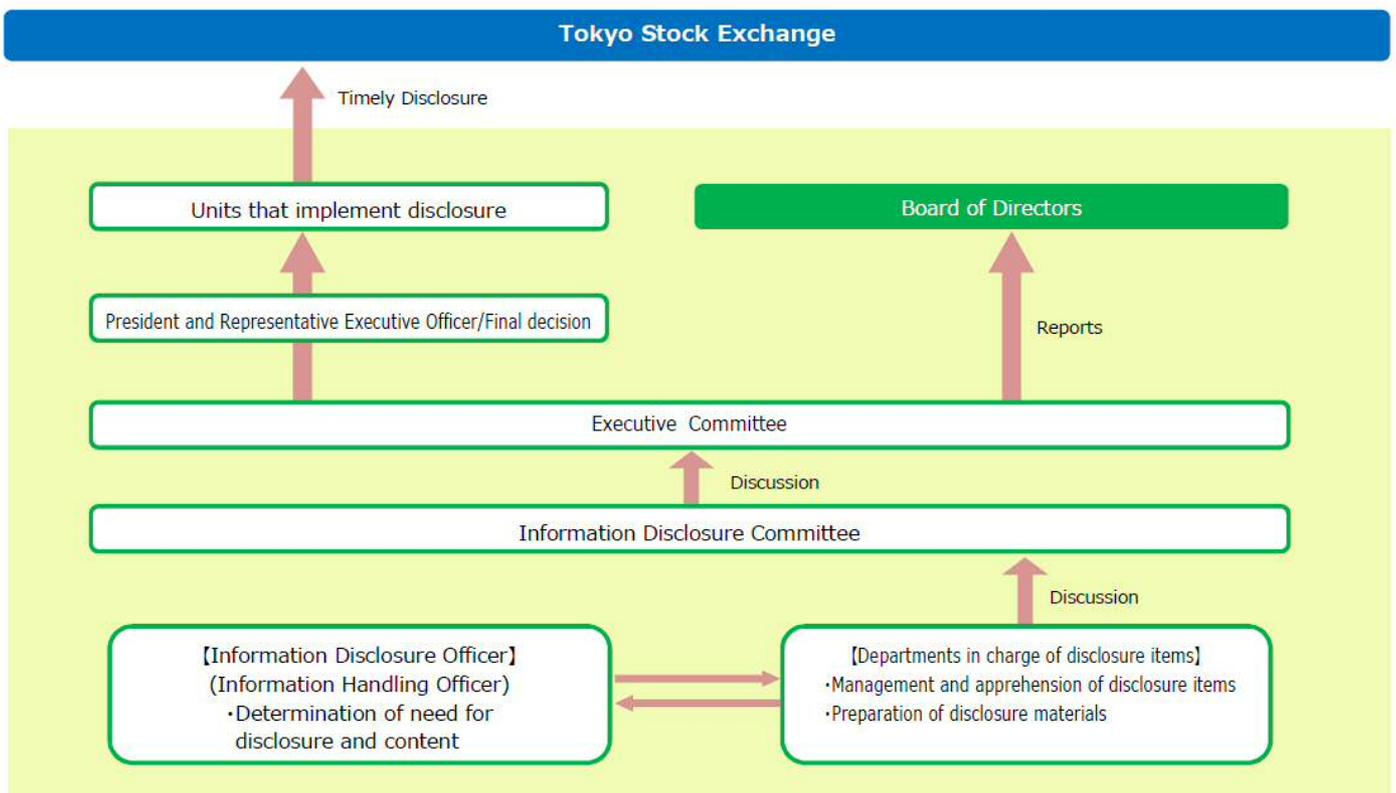 Tokyo Stock Exchange
Timely Disclosure
Units that implement disclosure
Board of Directors
President and Representative Executive Officer/Final decision
Reports
Executive Committee
Discussion
Information Disclosure Committee
Discussion
【Information Disclosure Officer】
(Information Handling Officer)
・Determination of need for
disclosure and content
【Departments in charge of disclosure items】
・Management and apprehension of disclosure items
・Preparation of disclosure materials